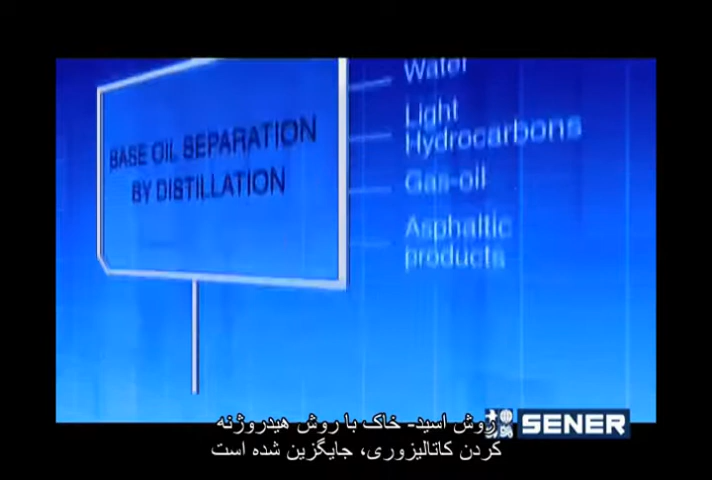 Water
Light
Hydrocarbons
BASE OIL SEPARATION
BY DISTILLATION
Gas-oil
Asphaltic
products
SENER
روش اسید- خاک با روش هیدروژنه
کردن کاتالیزوری، جایگزین شده است